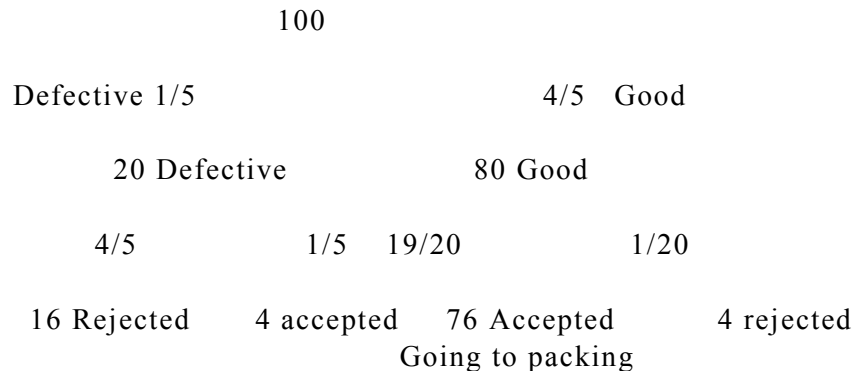 100
Defective 1/5 4/5 Good
20 Defective 80 Good
4/5 1/5 19/20 1/20
16 Rejected 4 accepted 76 Accepted 4 rejected
Going to packing